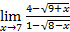 lim x→7 4−√9+x / 1−√8−x